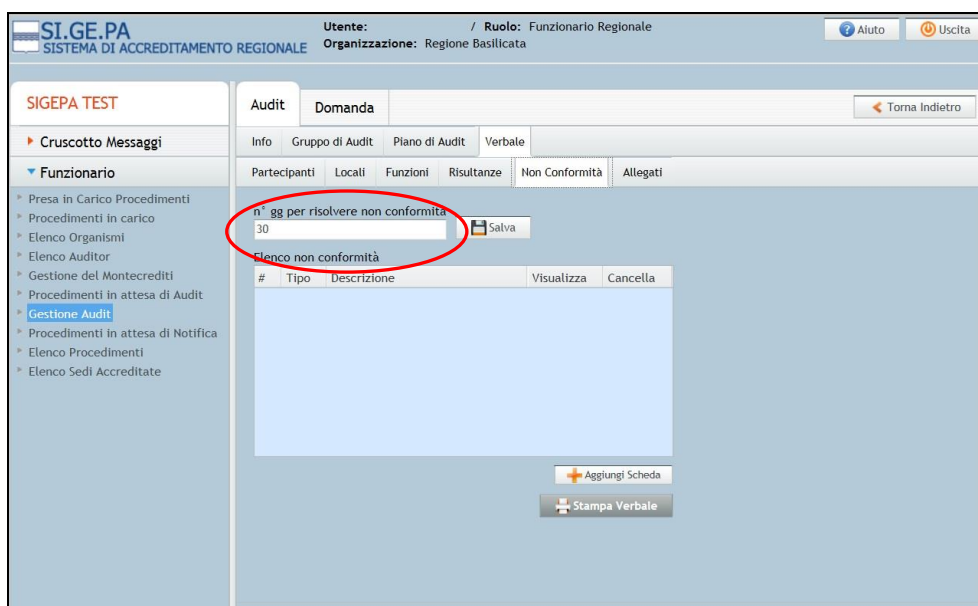 SI.GE.PA
SISTEMA DI ACCREDITAMENTO REGIONALE
Utente: / Ruolo: Funzionario Regionale
Organizzazione: Regione Basilicata
Aiuto
Uscita
SIGEPA TEST
Cruscotto Messaggi
Funzionario
Presa in Carico Procedimenti
Procedimenti in carico
Elenco Organismi
Elenco Auditor
Gestione del Montecrediti
Procedimenti in attesa di Audit
Gestione Audit
Procedimenti in attesa di Notifica
Elenco Procedimenti
Elenco Sedi Accreditate
Audit Domanda
Torna Indietro
Info Gruppo di Audit Piano di Audit Verbale
Partecipanti Locali Funzioni Risultanze Non Conformità Allegati
n° gg per risolvere non conformità
30
Salva
Elenco non conformità
# Tipo Descrizione Visualizza Cancella
Aggiungi Scheda
Stampa Verbale